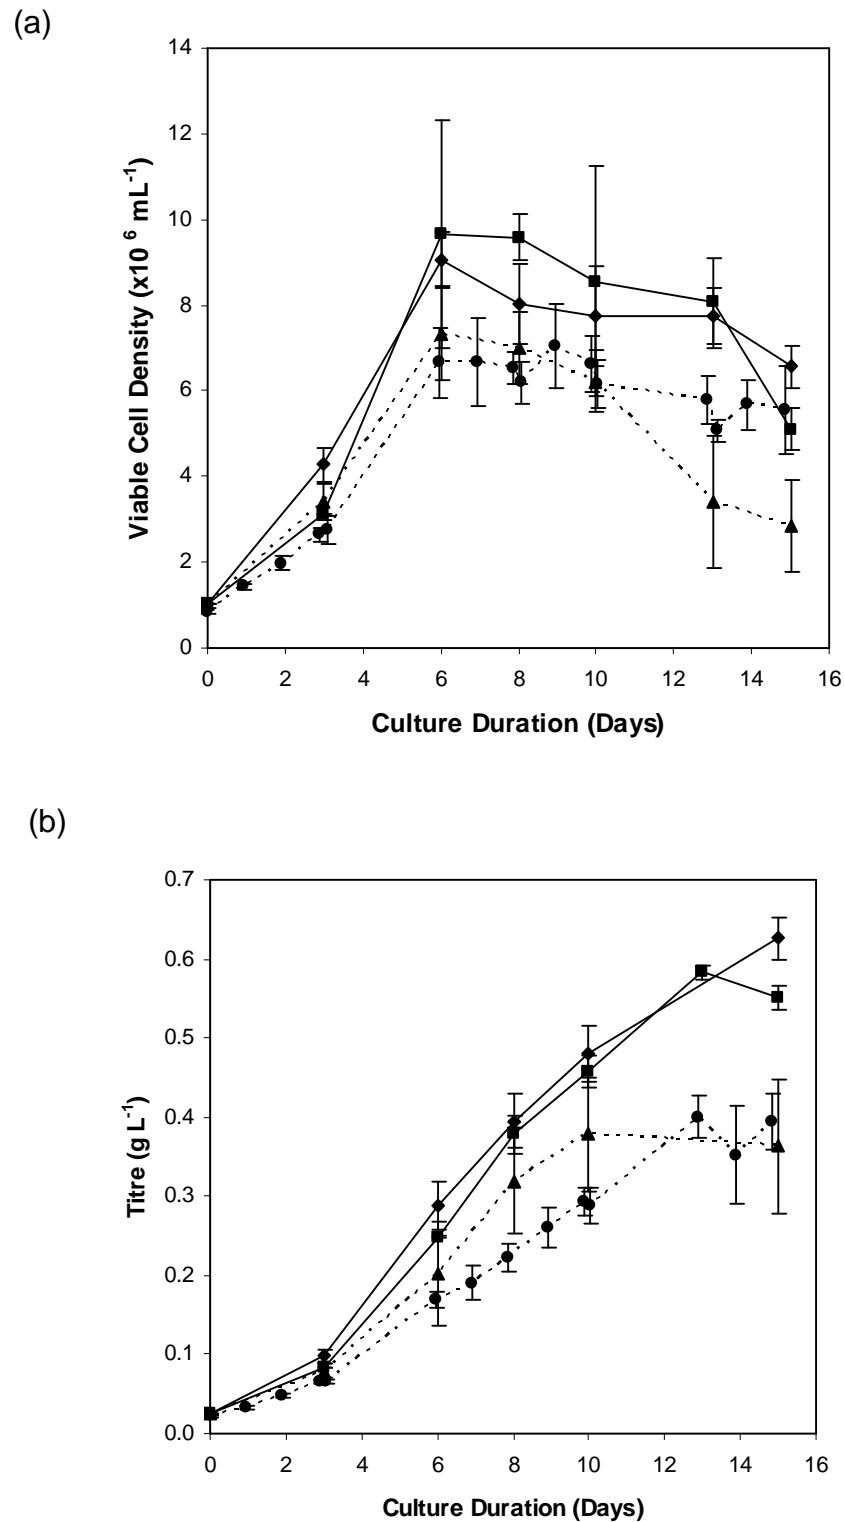 (a)
14
12
10
8
6
4
2
0
Viable Cell Density (x10 6 mL-1)
0 2 4 6 8 10 12 14 16
Culture Duration (Days)
(b)
0.7
0.6
0.5
0.4
0.3
0.2
0.1
0.0
Titre (g L-1)
0 2 4 6 8 10 12 14 16
Culture Duration (Days)